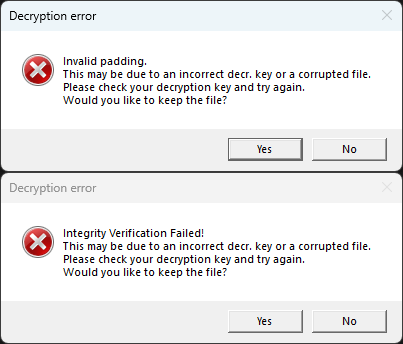 Decryption error
Invalid padding.
This may be due to an incorrect decr. key or a corrupted file.
Please check your decryption key and try again.
Would you like to keep the file?
Yes No
Decryption error
Integrity Verification Failed!
This may be due to an incorrect decr. key or a corrupted file.
Please check your decryption key and try again.
Would you like to keep the file?
Yes No